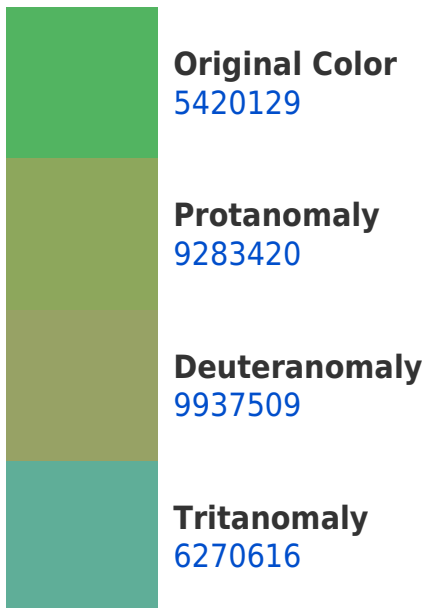 Original Color
5420129
Protanomaly
9283420
Deuteranomaly
9937509
Tritanomaly
6270616